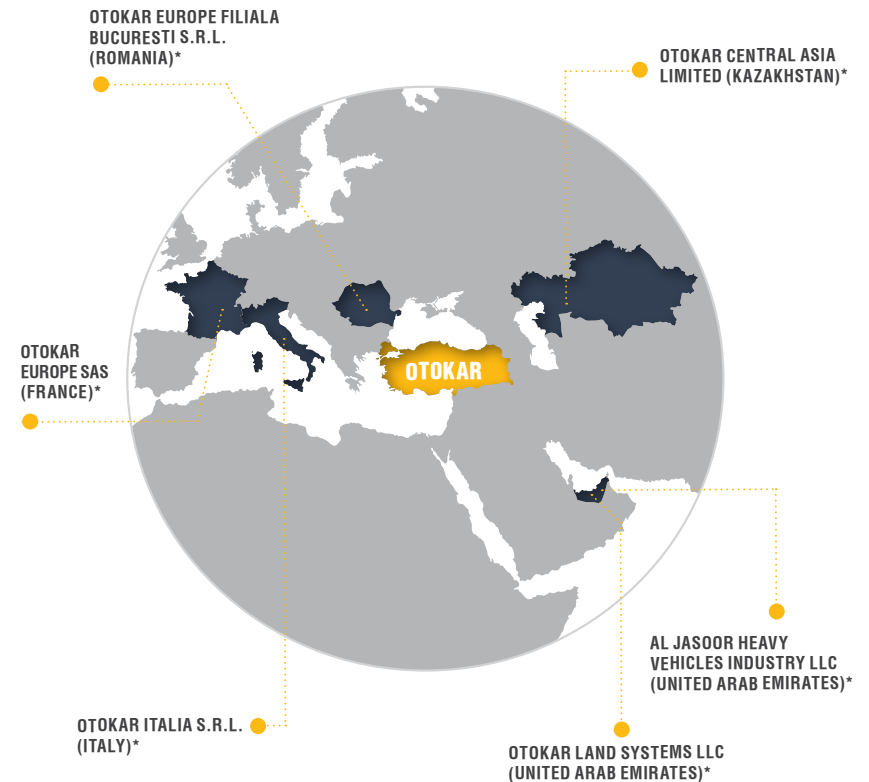 OTOKAR EUROPE FILIALA
BUCURESTI S.R.L.
(ROMANIA)*
OTOKAR CENTRAL ASIA
LIMITED (KAZAKHSTAN)*
OTOKAR
EUROPE SAS
(FRANCE)*
OTOKAR
AL JASOOR HEAVY
VEHICLES INDUSTRY LLC
(UNITED ARAB EMIRATES)*
OTOKAR ITALIA S.R.L.
(ITALY)*
OTOKAR LAND SYSTEMS LLC
(UNITED ARAB EMIRATES)*